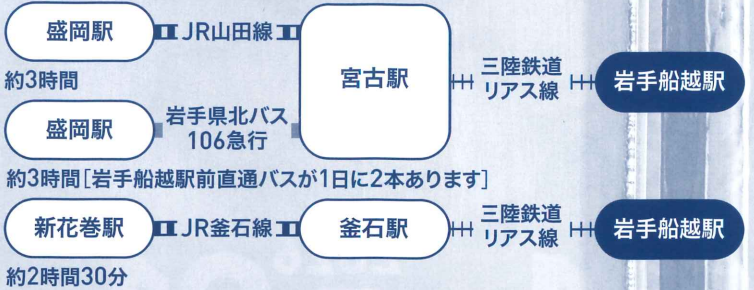 盛岡駅 JR山田線 宮古駅 三陸鉄道リアス線 岩手船越駅
約3時間
盛岡駅 岩手県北バス 106急行
約3時間[岩手船越駅前直通バスが1日に2本あります]
新花巻駅 JR釜石線 釜石駅 三陸鉄道リアス線 岩手船越駅
約2時間30分